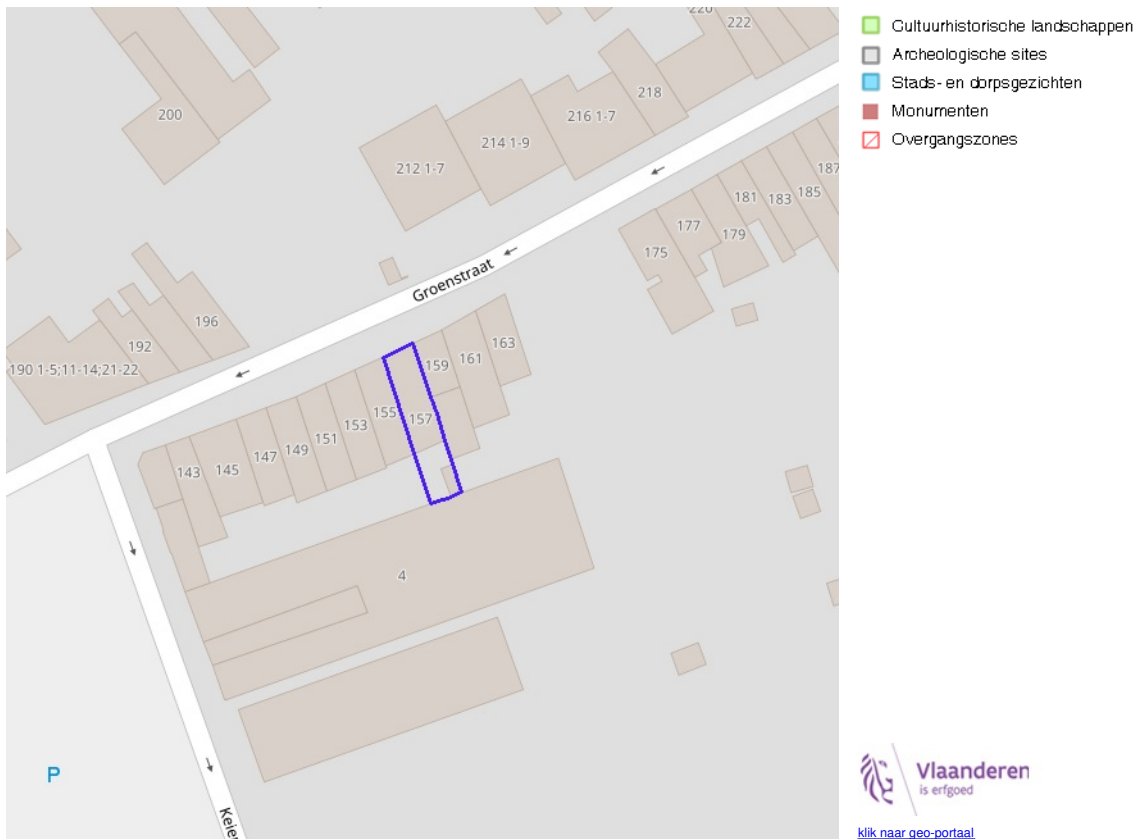 220
222
218
216 1-7
214 1-9
212 1-7
200
187
185
183
181
179
177
175
Groenstraat
196
192
190 1-5;11-14;21-22
163
161
159
157
155
153
151
149
147
145
143
4
P
Cultuurhistorische landschappen
Archeologische sites
Stads- en dorpsgezichten
Monumenten
Overgangszones
Vlaanderen
is erfgoed
klik naar geo-portaal